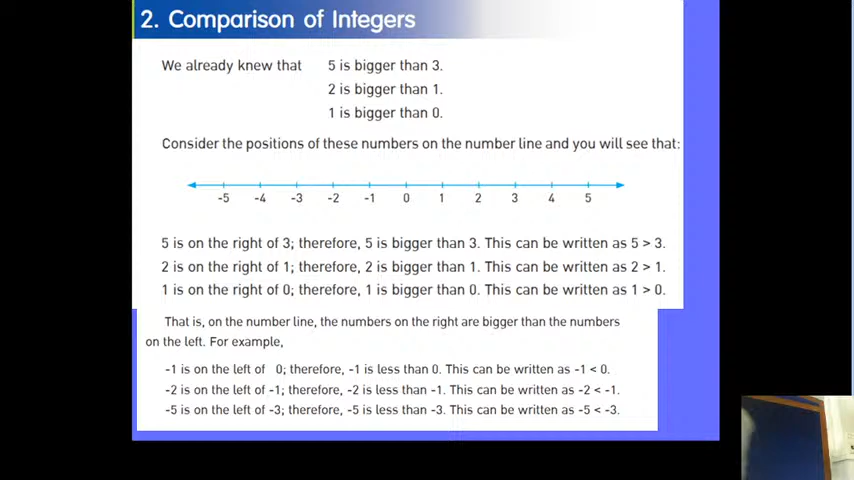 2. Comparison of Integers
We already knew that 5 is bigger than 3.
2 is bigger than 1.
1 is bigger than 0.
Consider the positions of these numbers on the number line and you will see that:
-5 -4 -3 -2 -1 0 1 2 3 4 5
5 is on the right of 3; therefore, 5 is bigger than 3. This can be written as 5 > 3.
2 is on the right of 1; therefore, 2 is bigger than 1. This can be written as 2 > 1.
1 is on the right of 0; therefore, 1 is bigger than 0. This can be written as 1 > 0.
That is, on the number line, the numbers on the right are bigger than the numbers
on the left. For example,
-1 is on the left of 0; therefore, -1 is less than 0. This can be written as -1 < 0.
-2 is on the left of -1; therefore, -2 is less than -1. This can be written as -2 < -1.
-5 is on the left of -3; therefore, -5 is less than -3. This can be written as -5 < -3.